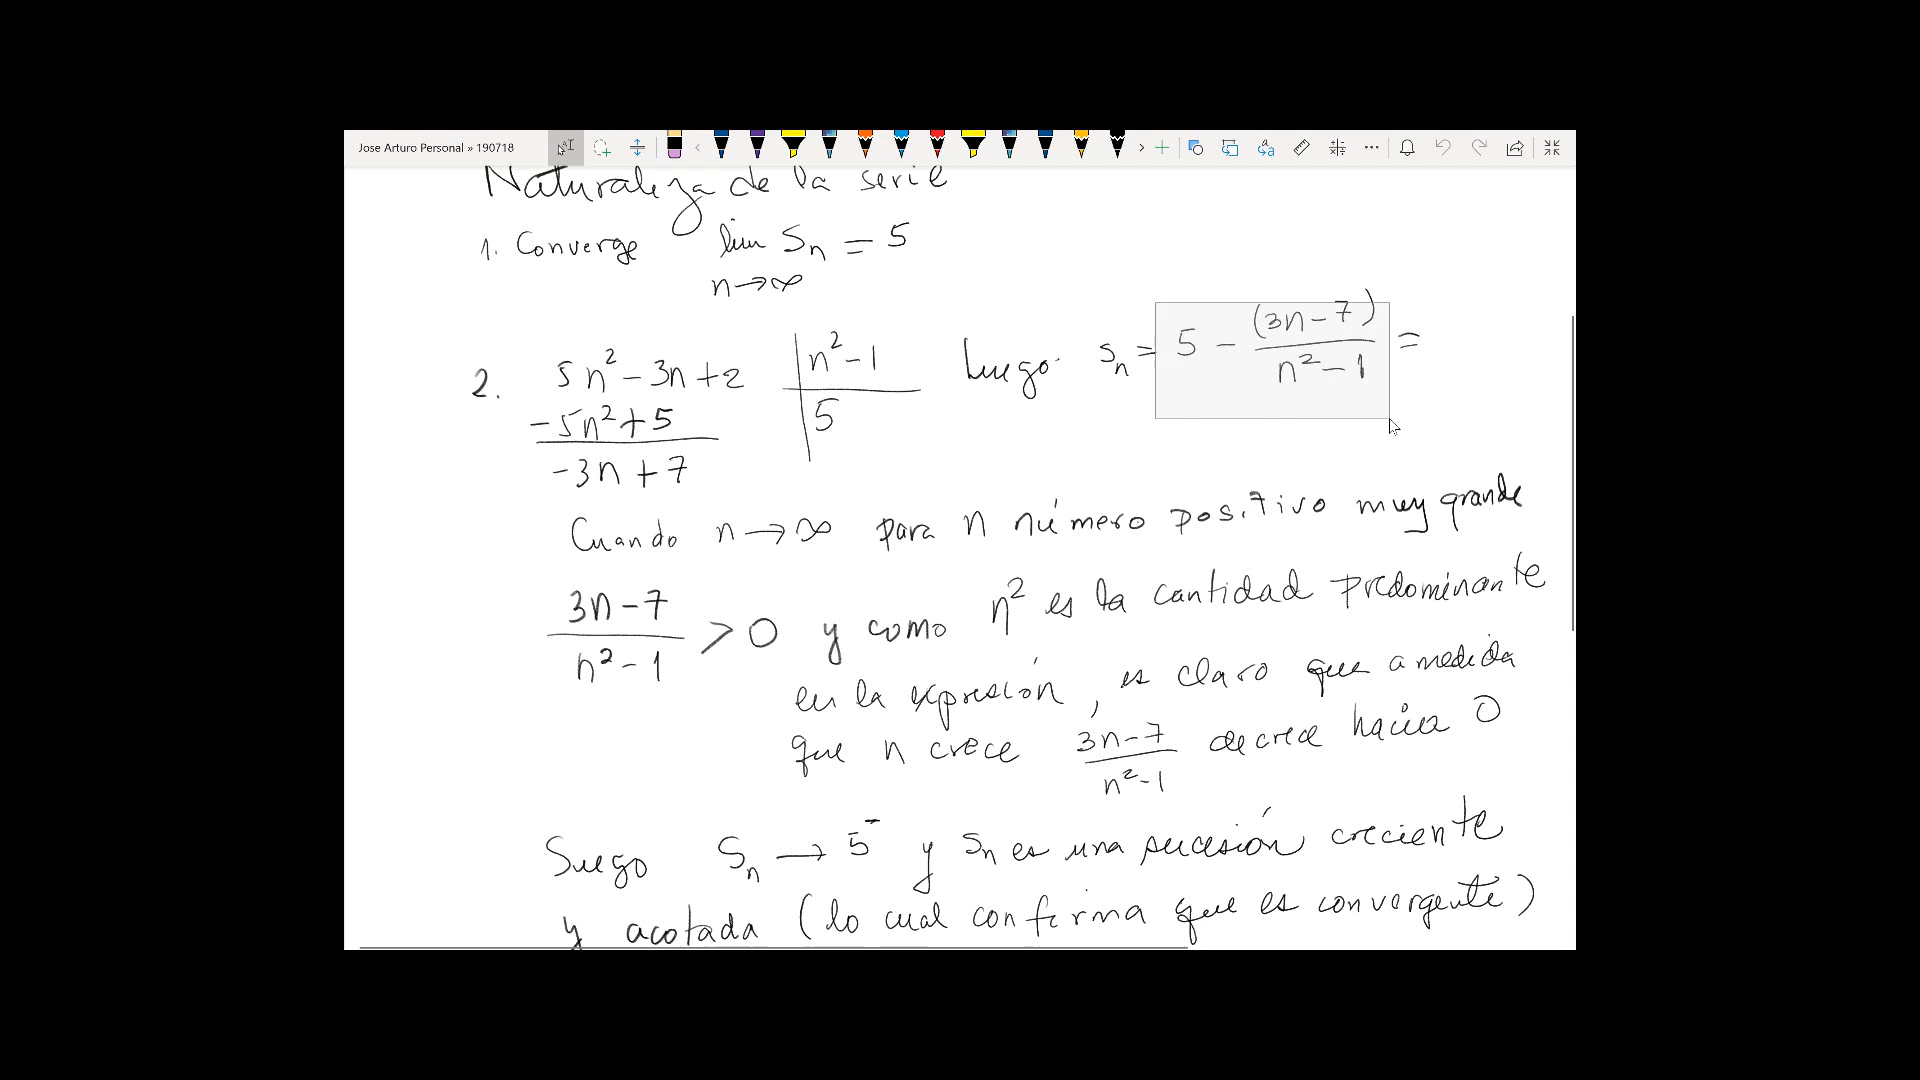 Jose Arturo Personal » 190718
Naturaleza de la serie
1. Converge lim Sn = 5
n→∞
2. 5n² - 3n + 2 | n² - 1 Luego sn = 5 - (3n - 7) / n² - 1 =
-5n² + 5 | 5
-3n + 7
Cuando n → ∞ para n número positivo muy grande
3n - 7 / n² - 1 > 0 y como n² es la cantidad predominante
en la expresión, es claro que a medida
que n crece 3n - 7 / n² - 1 decrece hacia 0
Luego Sn → 5⁻ y sn es una sucesión creciente
y acotada (lo cual confirma que es convergente)